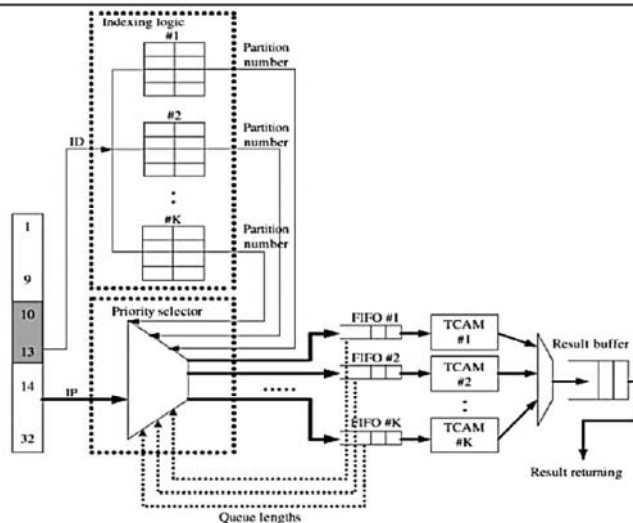 Indexing logic
#1
Partition
number
#2
Partition
number
ID
#K
Partition
number
1
9
10
13
14
32
IP
Priority selector
FIFO #1
FIFO #2
FIFO #K
TCAM
#1
TCAM
#2
TCAM
#K
Result buffer
Result returning
Queue lengths